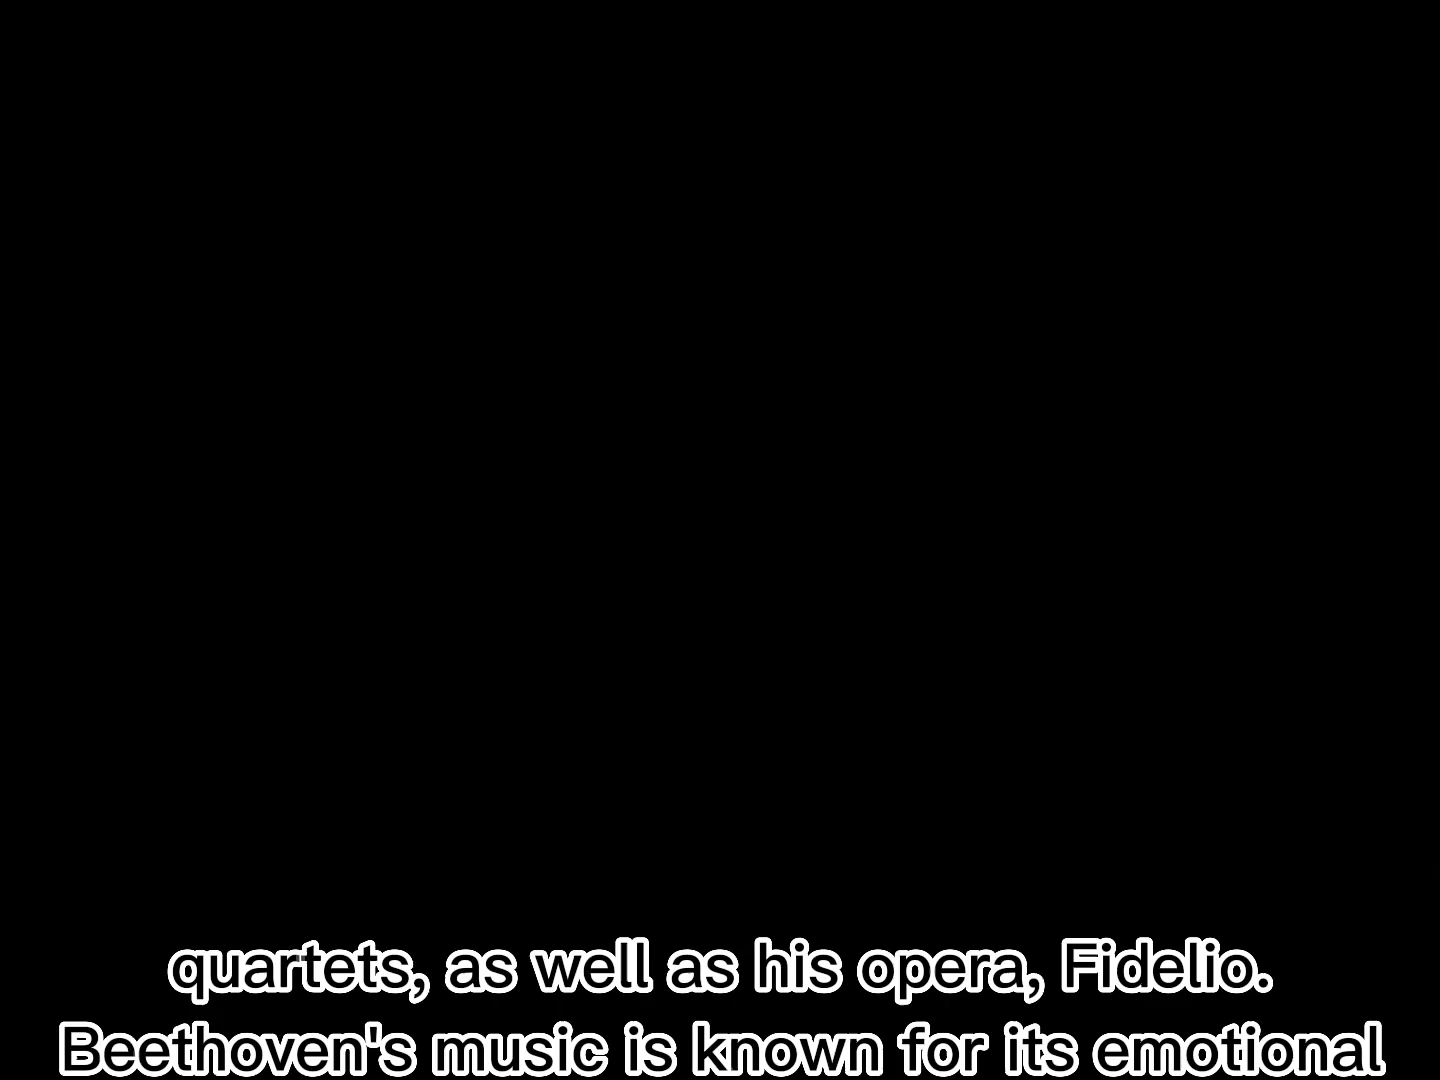 quartets, as well as his opera, Fidelio.
Beethoven's music is known for its emotional